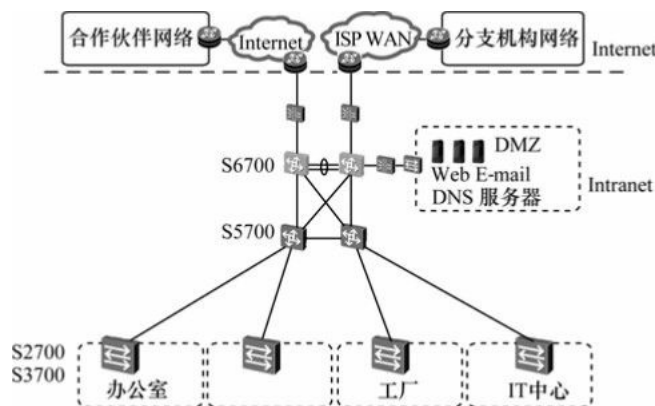 合作伙伴网络
Internet
ISP WAN
分支机构网络
Internet
S6700
DMZ
Web E-mail
DNS 服务器
Intranet
S5700
S2700
S3700
办公室
工厂
IT中心